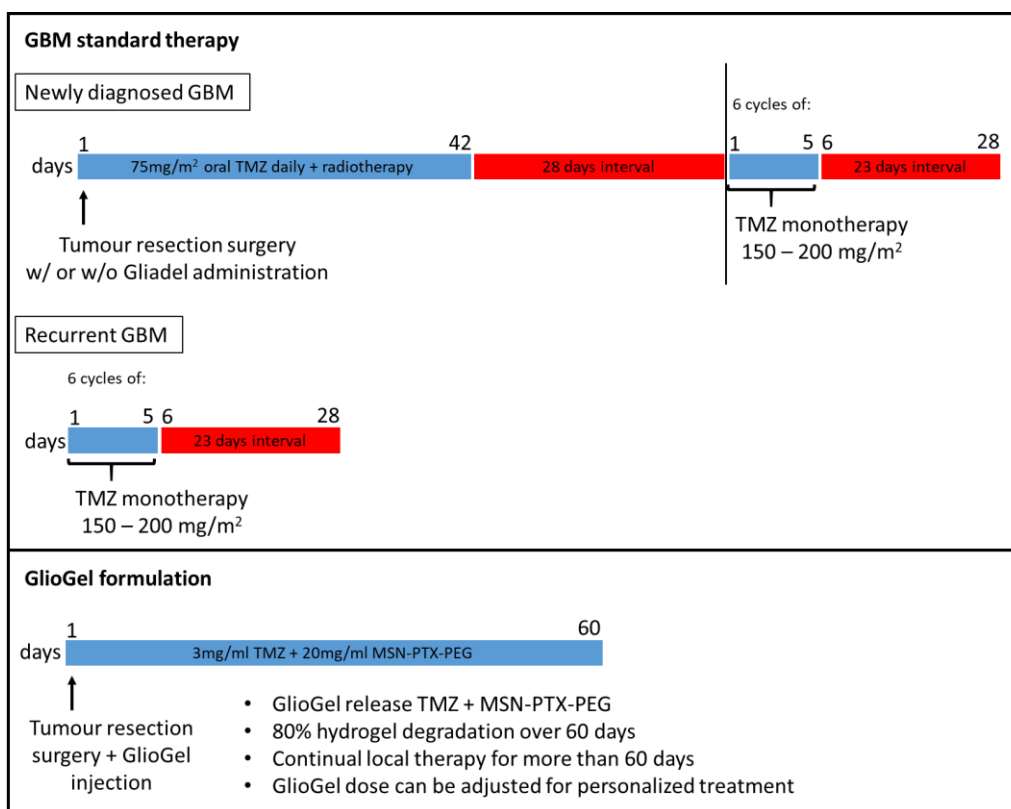 GBM standard therapy
Newly diagnosed GBM
6 cycles of:
1 42 1 5 6 28
days 75mg/m² oral TMZ daily + radiotherapy 28 days interval 23 days interval
Tumour resection surgery
w/ or w/o Gliadel administration
TMZ monotherapy
150 – 200 mg/m²
Recurrent GBM
6 cycles of:
1 5 6 28
days 23 days interval
TMZ monotherapy
150 – 200 mg/m²
GlioGel formulation
1 60
days 3mg/ml TMZ + 20mg/ml MSN-PTX-PEG
Tumour resection
surgery + GlioGel
injection
• GlioGel release TMZ + MSN-PTX-PEG
• 80% hydrogel degradation over 60 days
• Continual local therapy for more than 60 days
• GlioGel dose can be adjusted for personalized treatment